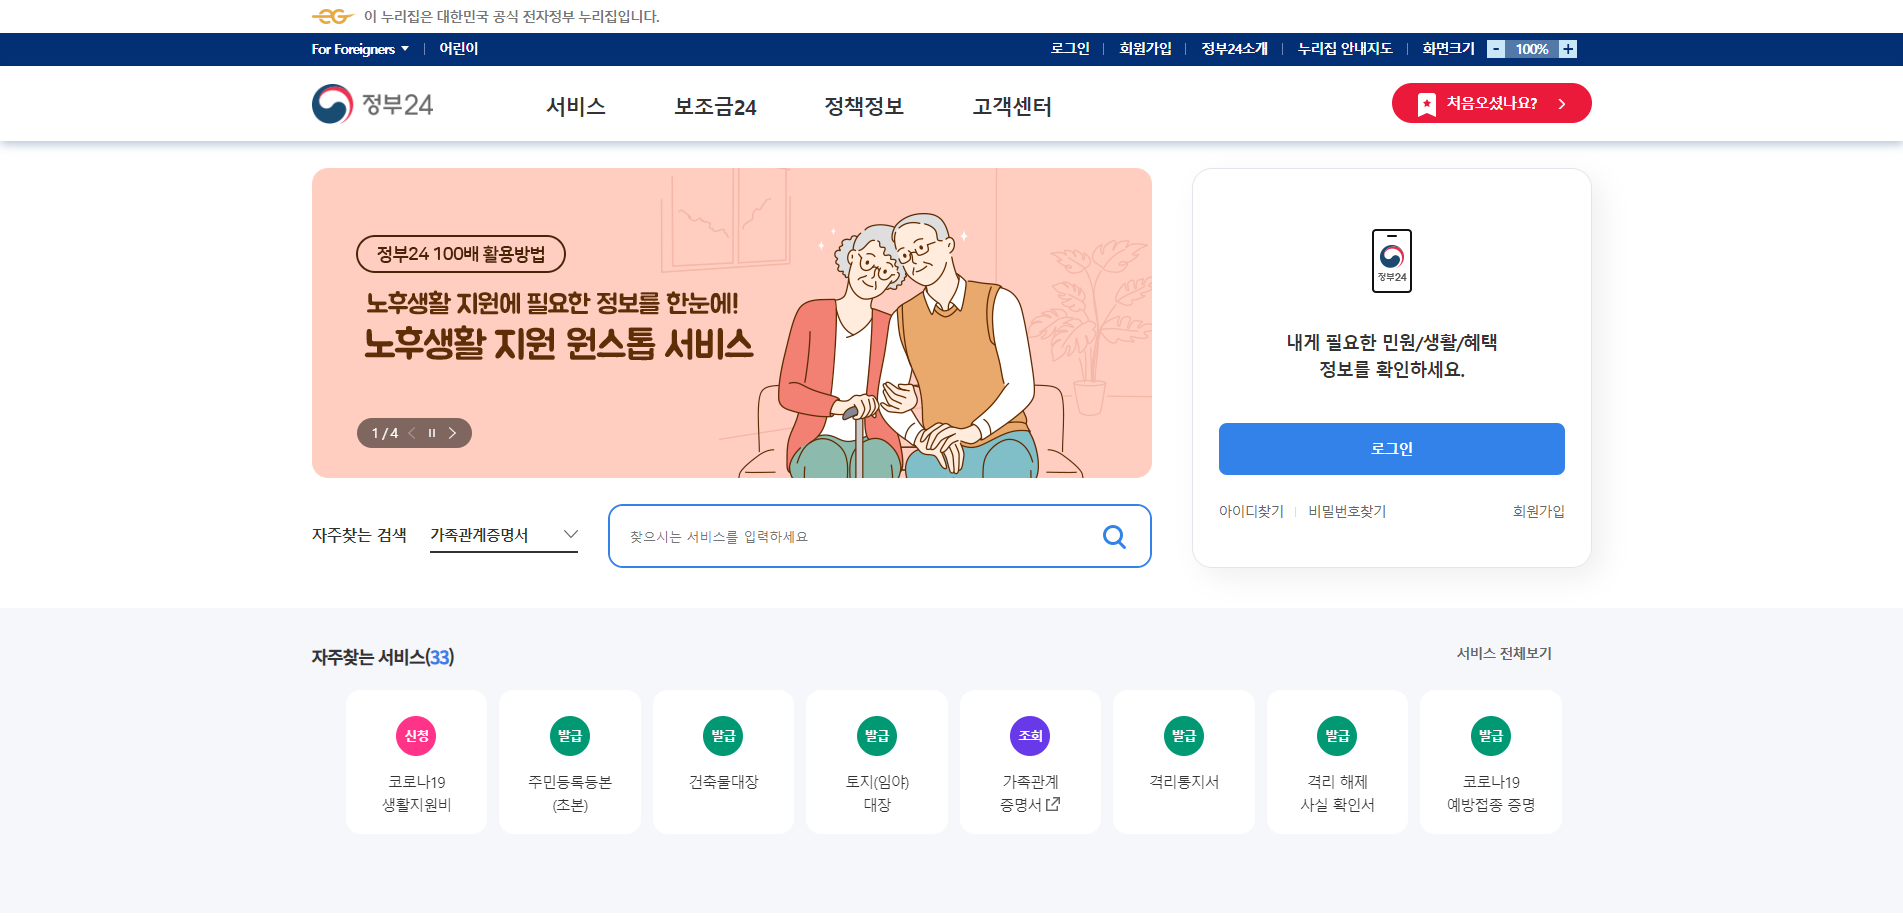 이 누리집은 대한민국 공식 전자정부 누리집입니다.
For Foreigners 어린이 로그인 회원가입 정부24소개 누리집 안내지도 화면크기 - 100% +
정부24 서비스 보조금24 정책정보 고객센터 처음오셨나요?
정부24 100배 활용방법
노후생활 지원에 필요한 정보를 한눈에!
노후생활 지원 원스톱 서비스
1 / 4
정부24
내게 필요한 민원/생활/혜택
정보를 확인하세요.
로그인
아이디찾기 비밀번호찾기 회원가입
자주찾는 검색 가족관계증명서 찾으시는 서비스를 입력하세요
자주찾는 서비스(33) 서비스 전체보기
신청
코로나19
생활지원비
발급
주민등록등본
(초본)
발급
건축물대장
발급
토지(임야)
대장
조회
가족관계
증명서
발급
격리통지서
발급
격리 해제
사실 확인서
발급
코로나19
예방접종 증명